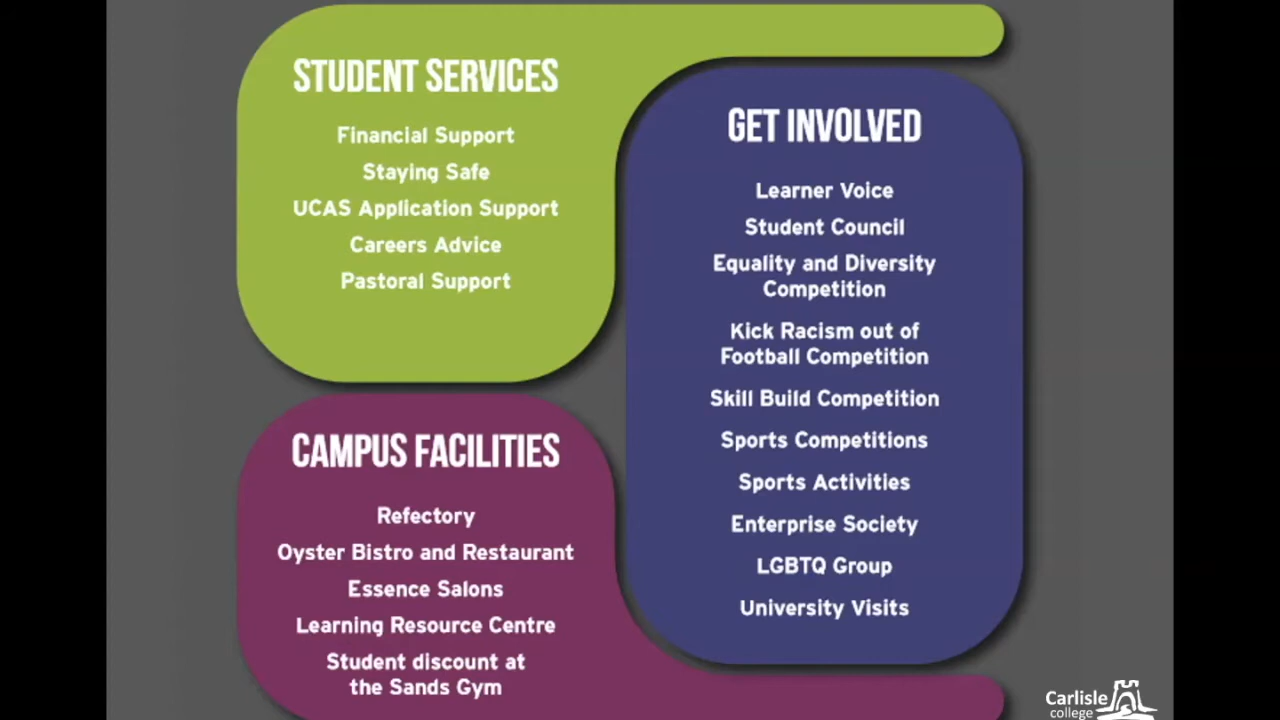 STUDENT SERVICES
Financial Support
Staying Safe
UCAS Application Support
Careers Advice
Pastoral Support
GET INVOLVED
Learner Voice
Student Council
Equality and Diversity
Competition
Kick Racism out of
Football Competition
Skill Build Competition
Sports Competitions
Sports Activities
Enterprise Society
LGBTQ Group
University Visits
CAMPUS FACILITIES
Refectory
Oyster Bistro and Restaurant
Essence Salons
Learning Resource Centre
Student discount at
the Sands Gym
Carlisle
college